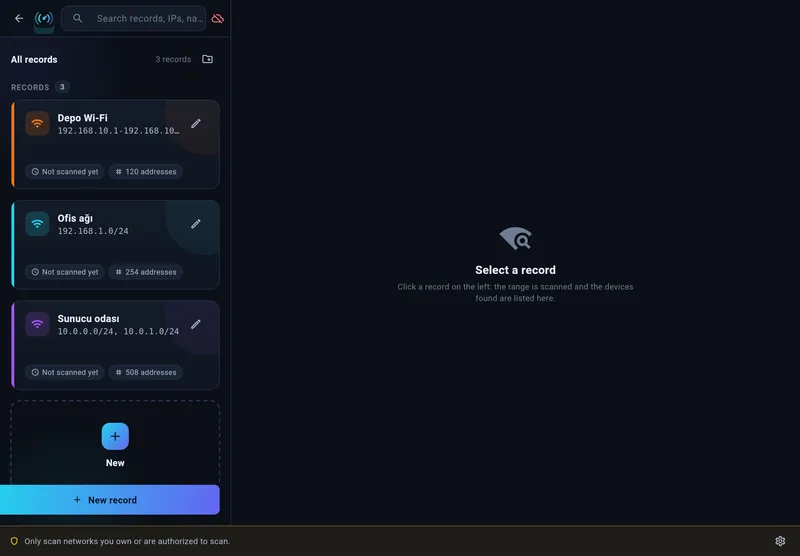 Search records, IPs, na…
All records
3 records
RECORDS 3
Depo Wi-Fi
192.168.10.1-192.168.10…
Not scanned yet
# 120 addresses
Ofis ağı
192.168.1.0/24
Not scanned yet
# 254 addresses
Sunucu odası
10.0.0.0/24, 10.0.1.0/24
Not scanned yet
# 508 addresses
New
+ New record
Select a record
Click a record on the left: the range is scanned and the devices
found are listed here.
Only scan networks you own or are authorized to scan.